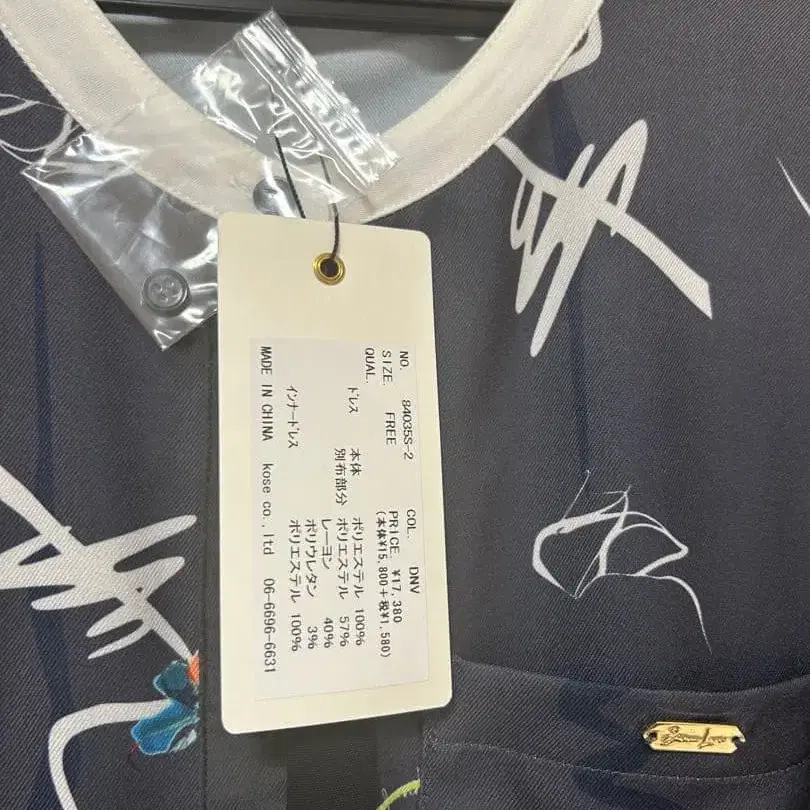 NO. 84035S-2 COL. DNV
SIZE. FREE PRICE ¥17,380
QUAL. (本体¥15,800+税¥1,580)
ドレス 本体 ポリエステル 100%
別布部分 ポリエステル 57%
レーヨン 40%
ポリウレタン 3%
インナードレス ポリエステル 100%
MADE IN CHINA kose co.,ltd 06-6696-6631